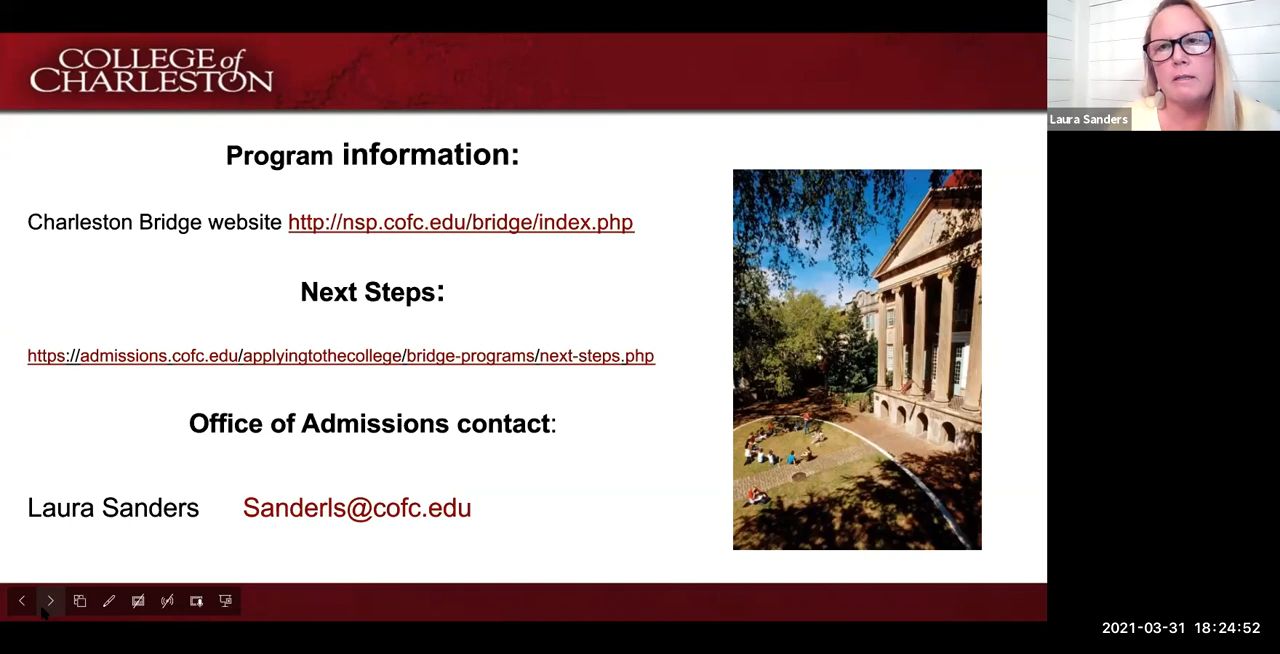 COLLEGE of
CHARLESTON
Laura Sanders
Program information:
Charleston Bridge website http://nsp.cofc.edu/bridge/index.php
Next Steps:
https://admissions.cofc.edu/applyingtothecollege/bridge-programs/next-steps.php
Office of Admissions contact:
Laura Sanders Sanderls@cofc.edu
2021-03-31 18:24:52